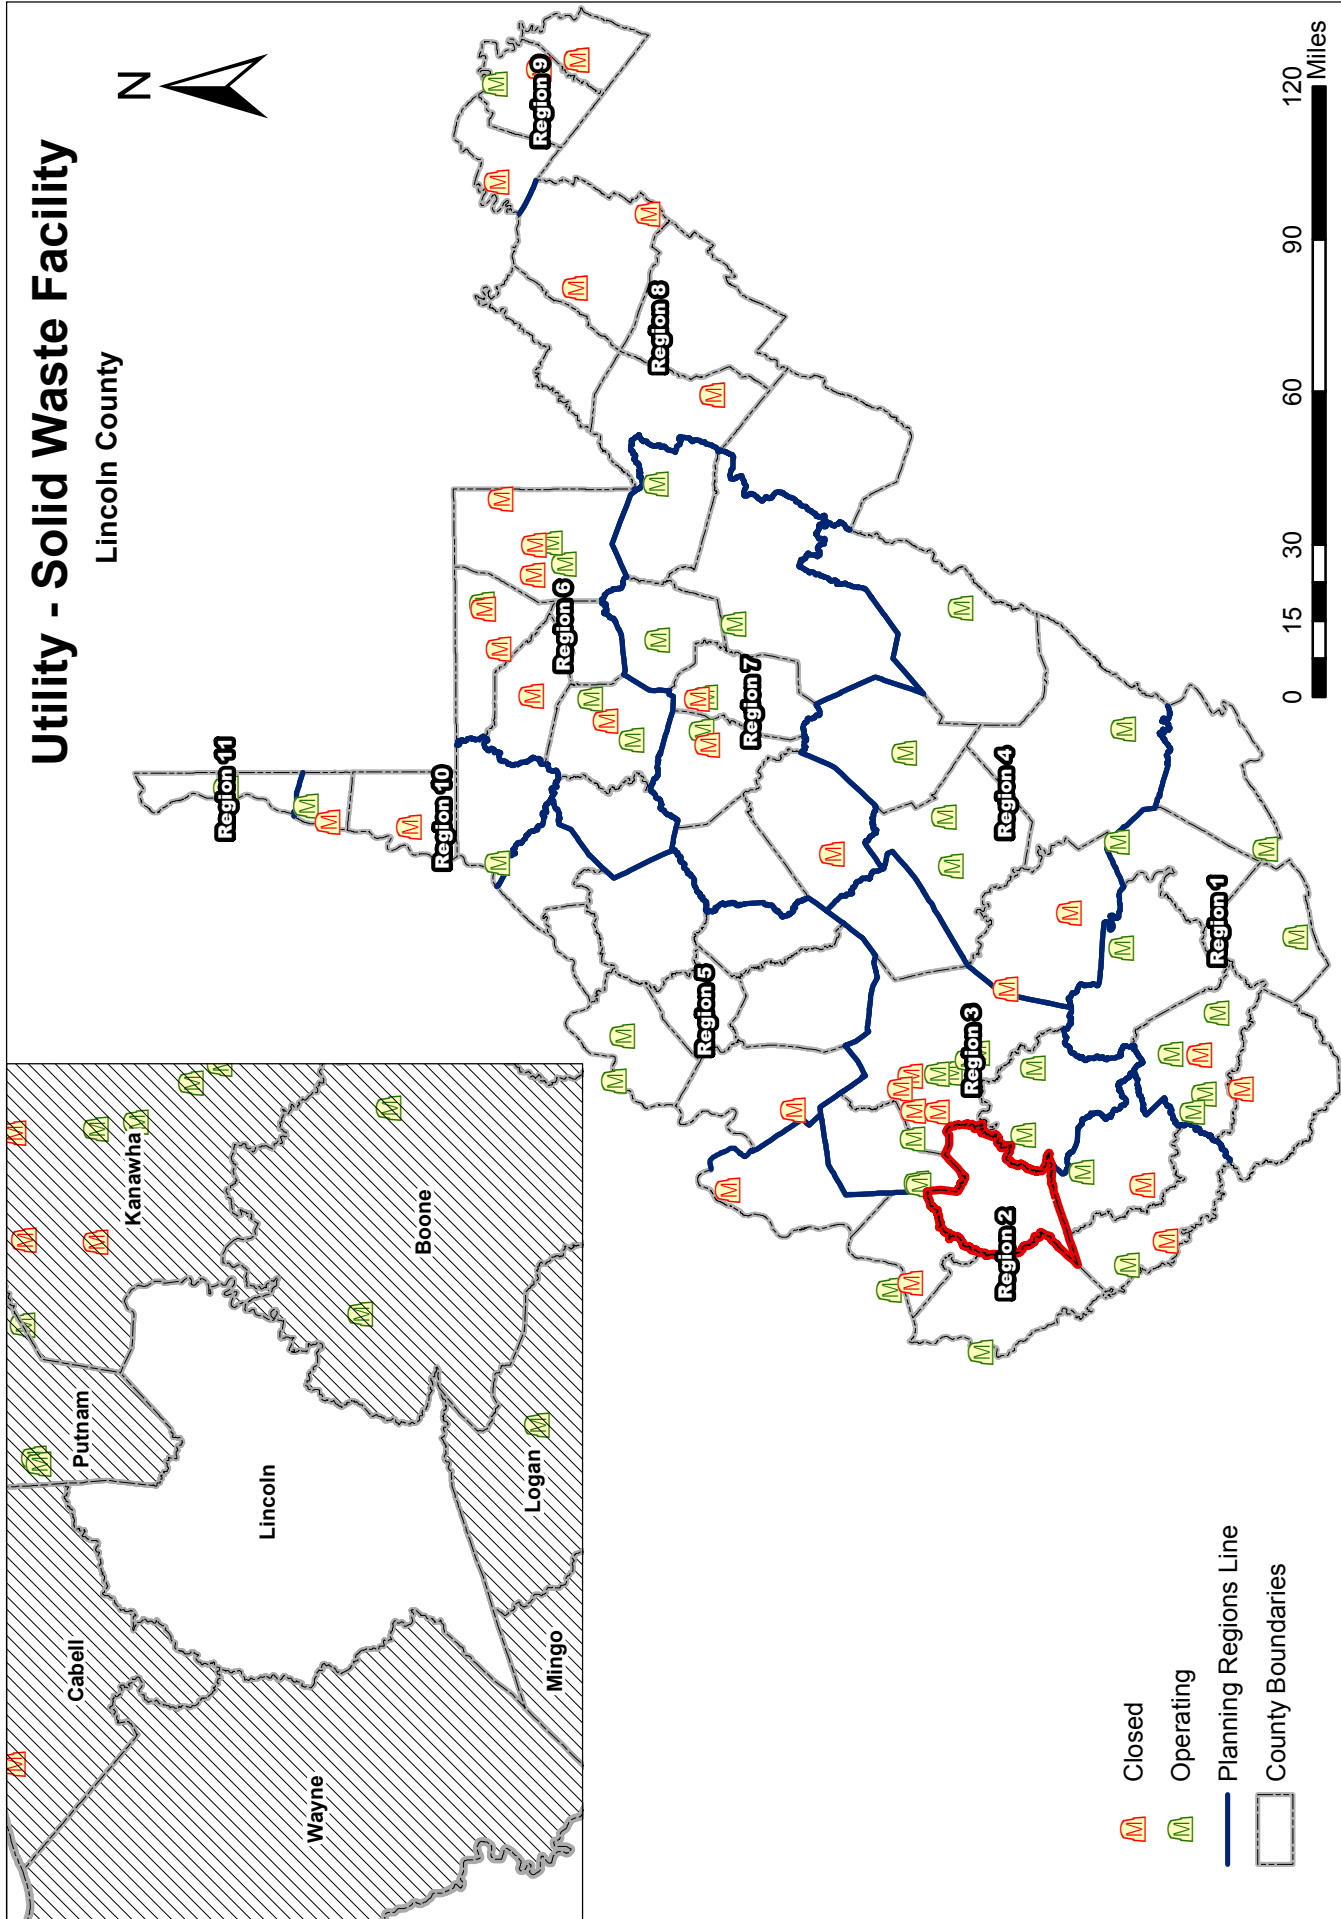 Utility - Solid Waste Facility
Lincoln County
N
Cabell
Putnam
Kanawha
Lincoln
Boone
Wayne
Mingo
Logan
Region 11
Region 10
Region 6
Region 9
Region 8
Region 7
Region 5
Region 4
Region 3
Region 2
Region 1
Closed
Operating
Planning Regions Line
County Boundaries
0 15 30 60 90 120
Miles